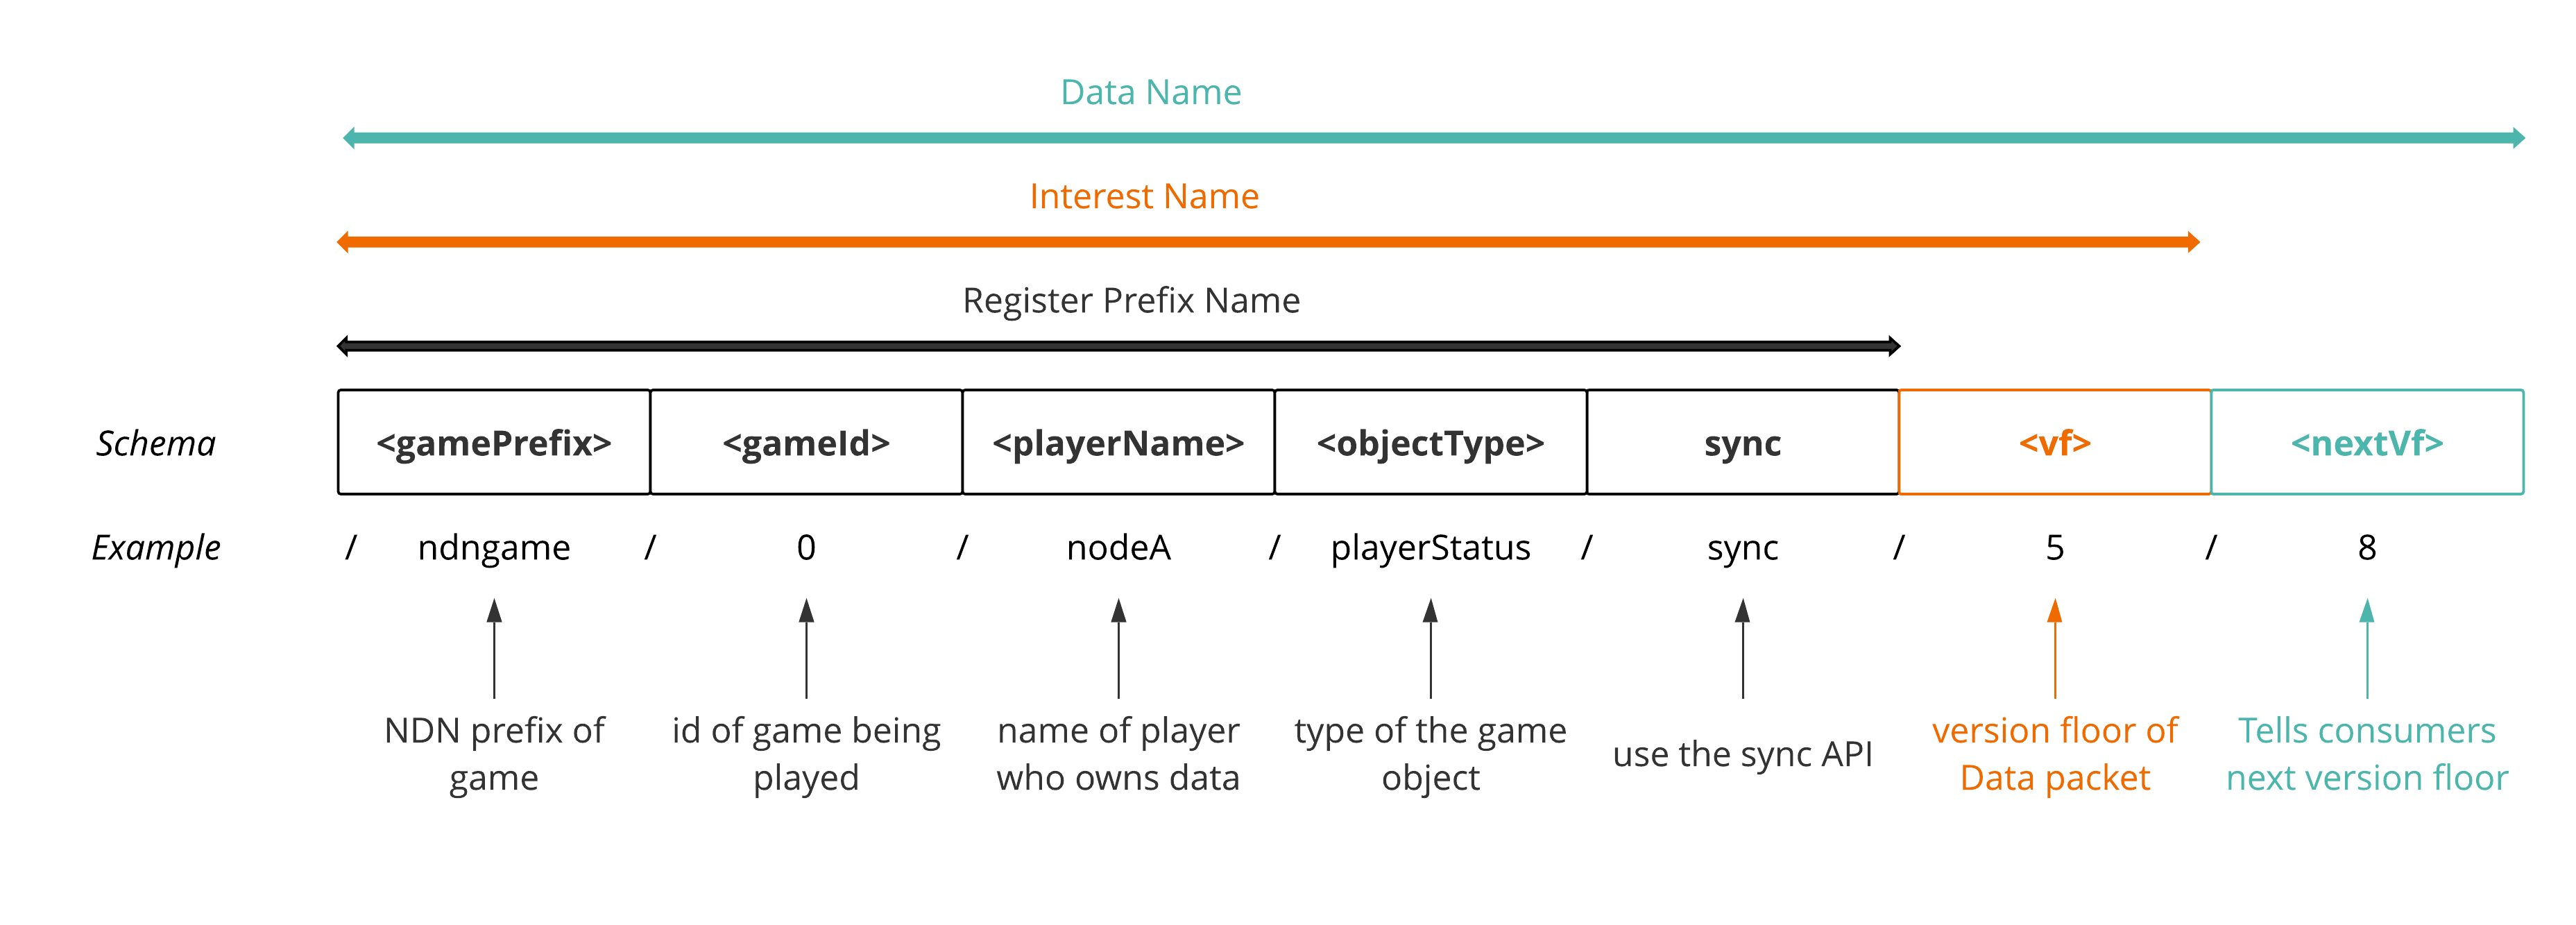 Data Name
Interest Name
Register Prefix Name
Schema <gamePrefix> <gameId> <playerName> <objectType> sync <vf> <nextVf>
Example / ndngame / 0 / nodeA / playerStatus / sync / 5 / 8
NDN prefix of
game
id of game being
played
name of player
who owns data
type of the game
object
use the sync API
version floor of
Data packet
Tells consumers
next version floor